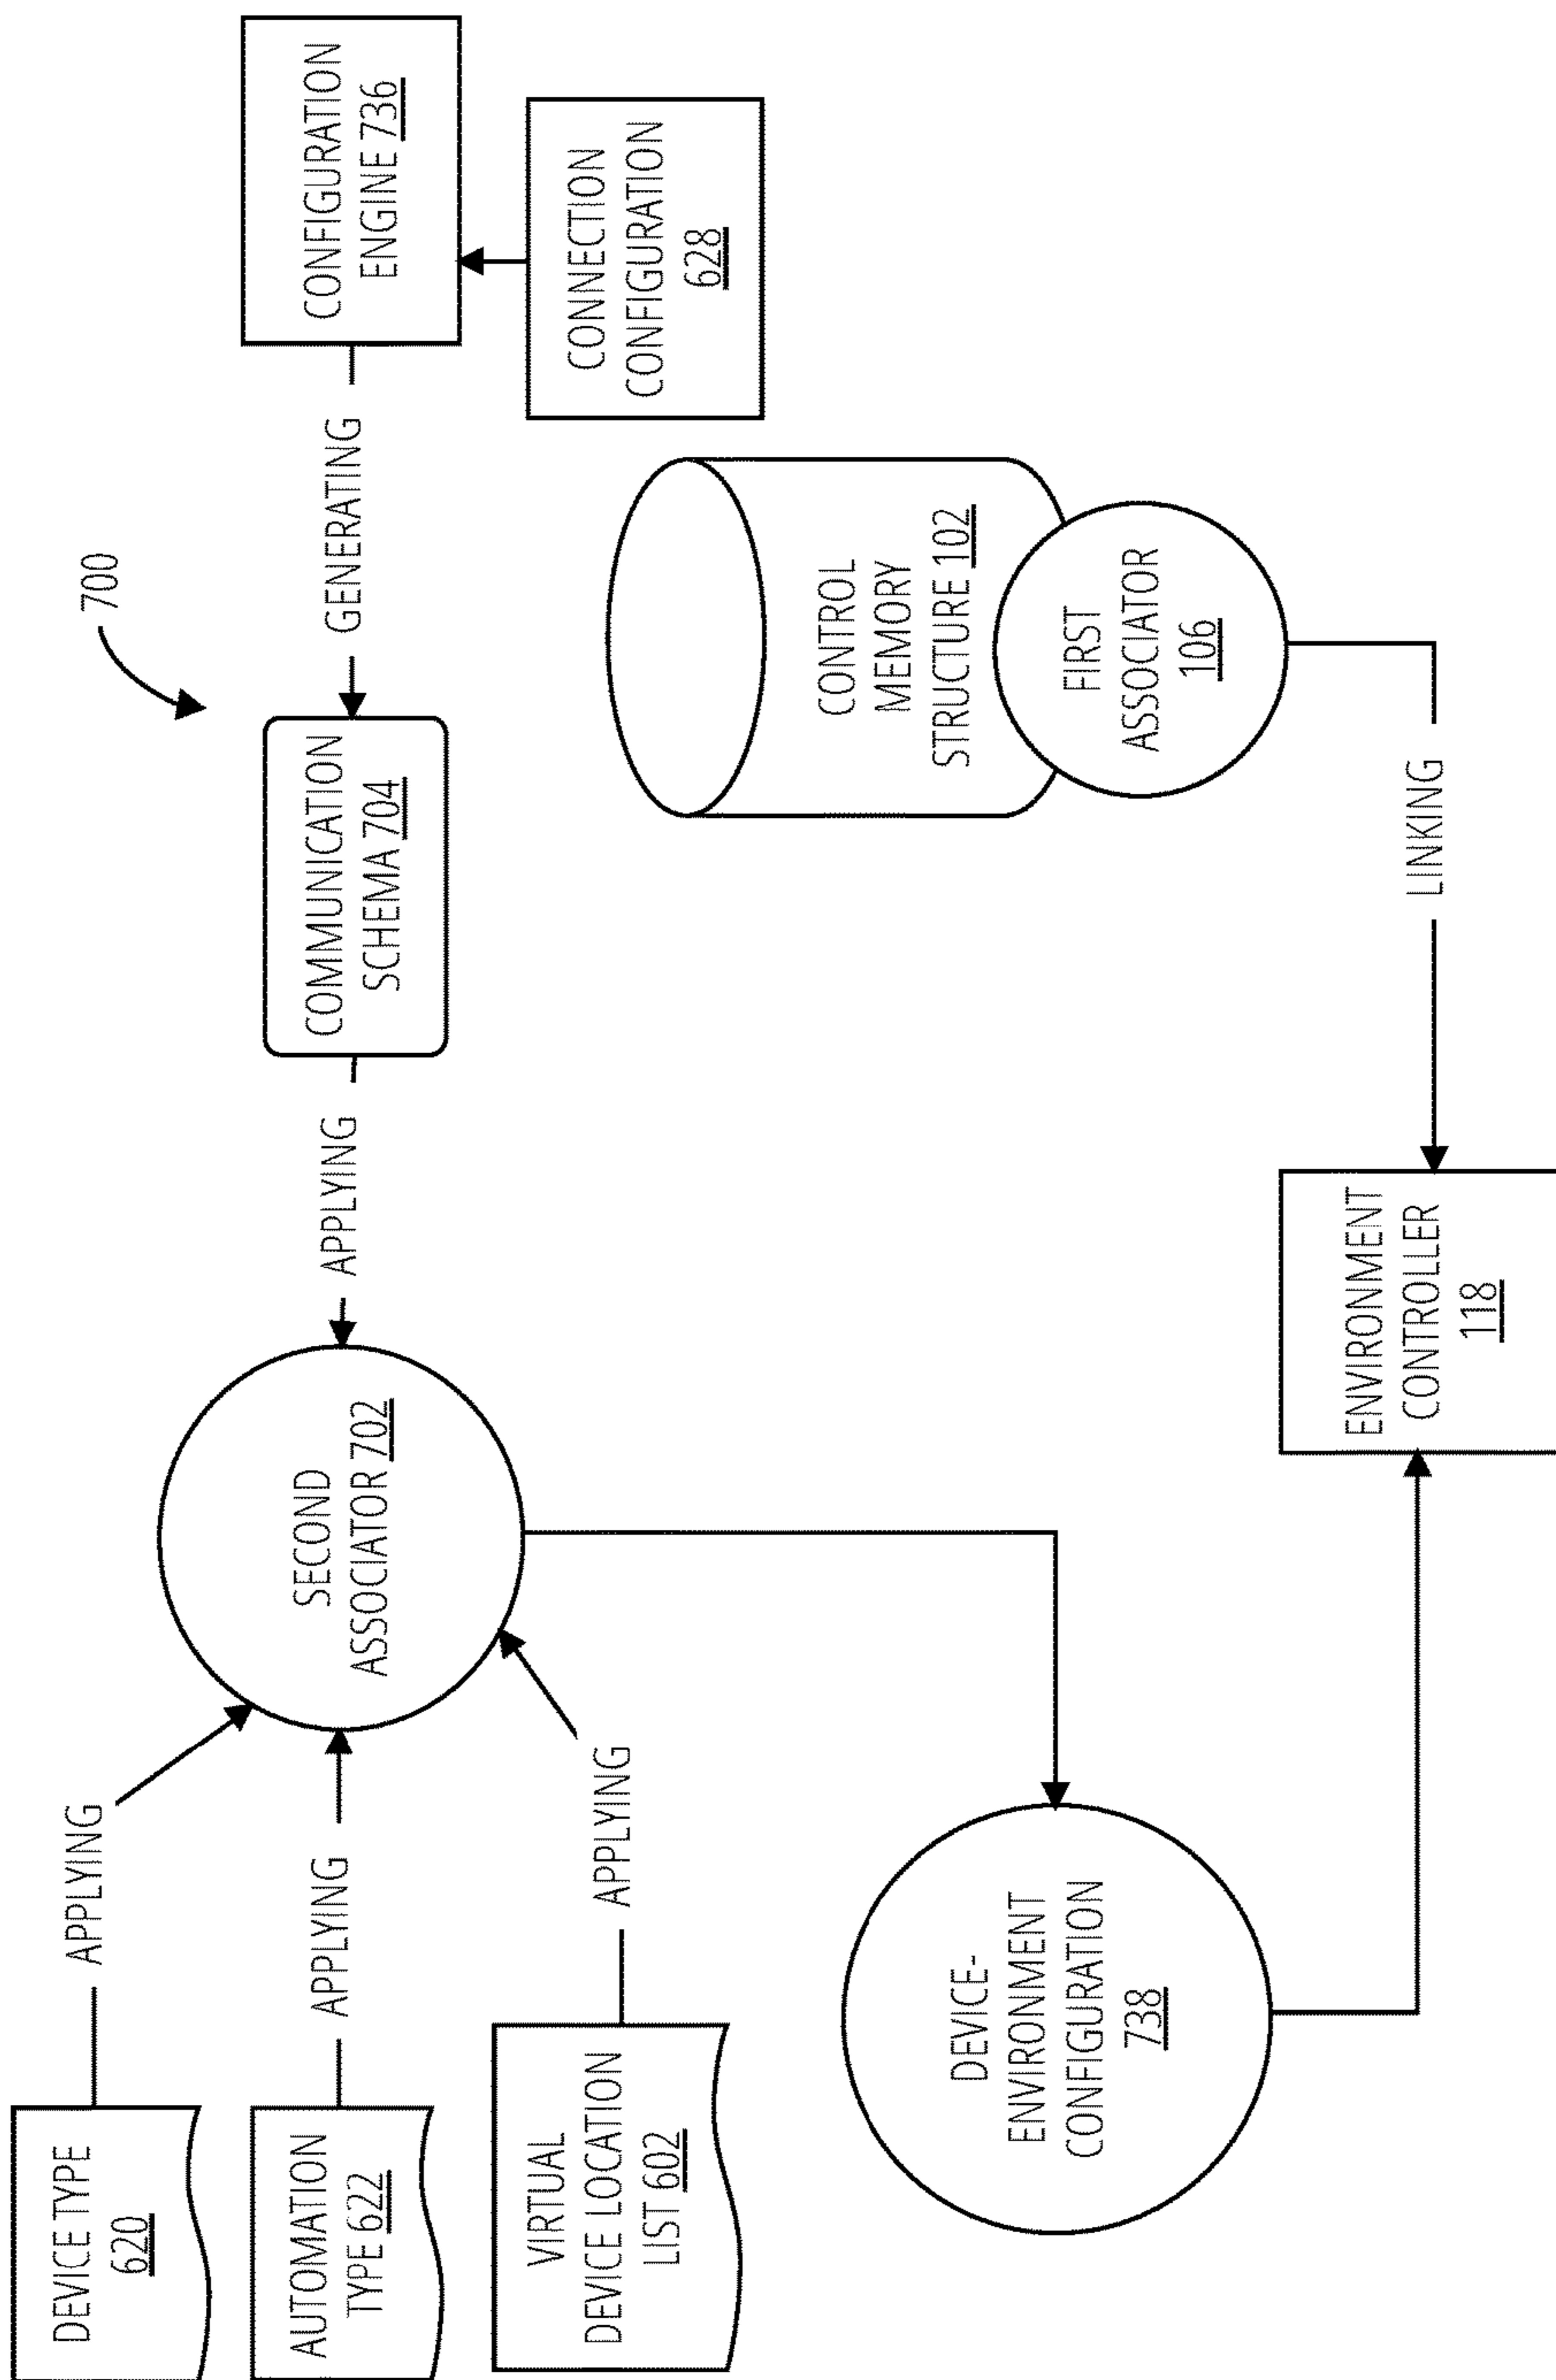 700
DEVICE TYPE
620
APPLYING
AUTOMATION
TYPE 622
APPLYING
VIRTUAL
DEVICE LOCATION
LIST 602
APPLYING
SECOND
ASSOCIATOR 702
APPLYING
COMMUNICATION
SCHEMA 704
GENERATING
CONFIGURATION
ENGINE 736
CONNECTION
CONFIGURATION
628
CONTROL
MEMORY
STRUCTURE 102
FIRST
ASSOCIATOR
106
LINKING
DEVICE-
ENVIRONMENT
CONFIGURATION
738
ENVIRONMENT
CONTROLLER
118